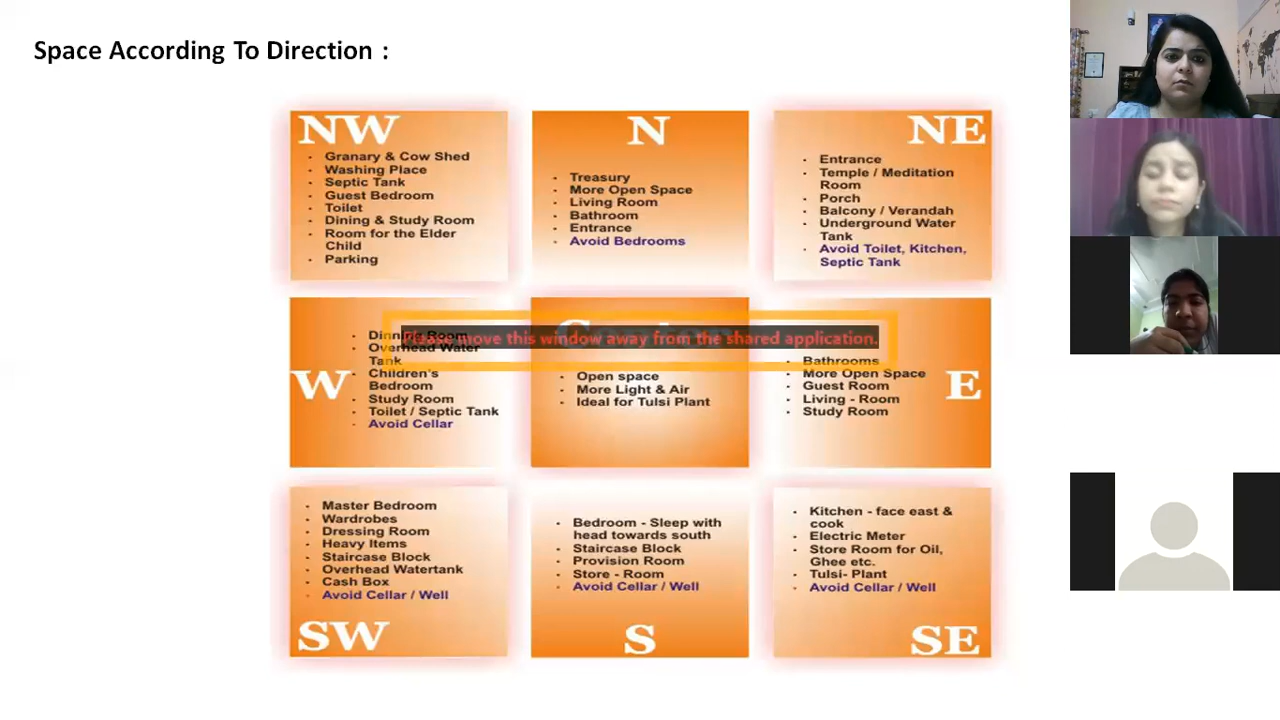 Space According To Direction :
NW
· Granary & Cow Shed
· Washing Place
· Septic Tank
· Guest Bedroom
· Toilet
· Dining & Study Room
· Room for the Elder
Child
· Parking
N
· Treasury
· More Open Space
· Living Room
· Bathroom
· Entrance
· Avoid Bedrooms
NE
· Entrance
· Temple / Meditation
Room
· Porch
· Balcony / Verandah
· Underground Water
Tank
· Avoid Toilet, Kitchen,
Septic Tank
W
· Dinning Room
· Overhead Water
Tank
· Children's
Bedroom
· Study Room
· Toilet / Septic Tank
· Avoid Cellar
Please move this window away from the shared application.
· Open space
· More Light & Air
· Ideal for Tulsi Plant
E
· Bathrooms
· More Open Space
· Guest Room
· Living - Room
· Study Room
· Master Bedroom
· Wardrobes
· Dressing Room
· Heavy Items
· Staircase Block
· Overhead Watertank
· Cash Box
· Avoid Cellar / Well
SW
· Bedroom - Sleep with
head towards south
· Staircase Block
· Provision Room
· Store - Room
· Avoid Cellar / Well
S
· Kitchen - face east &
cook
· Electric Meter
· Store Room for Oil,
Ghee etc.
· Tulsi- Plant
· Avoid Cellar / Well
SE